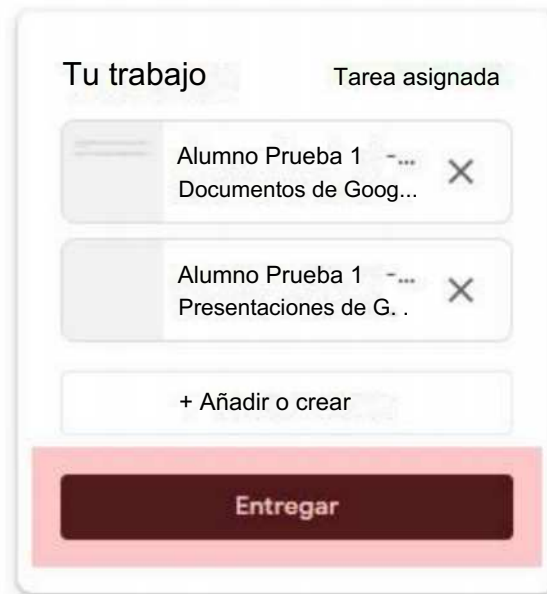 Tu trabajo
Tarea asignada
Alumno Prueba 1 -...
Documentos de Goog...
Alumno Prueba 1 -...
Presentaciones de G. .
+ Añadir o crear
Entregar